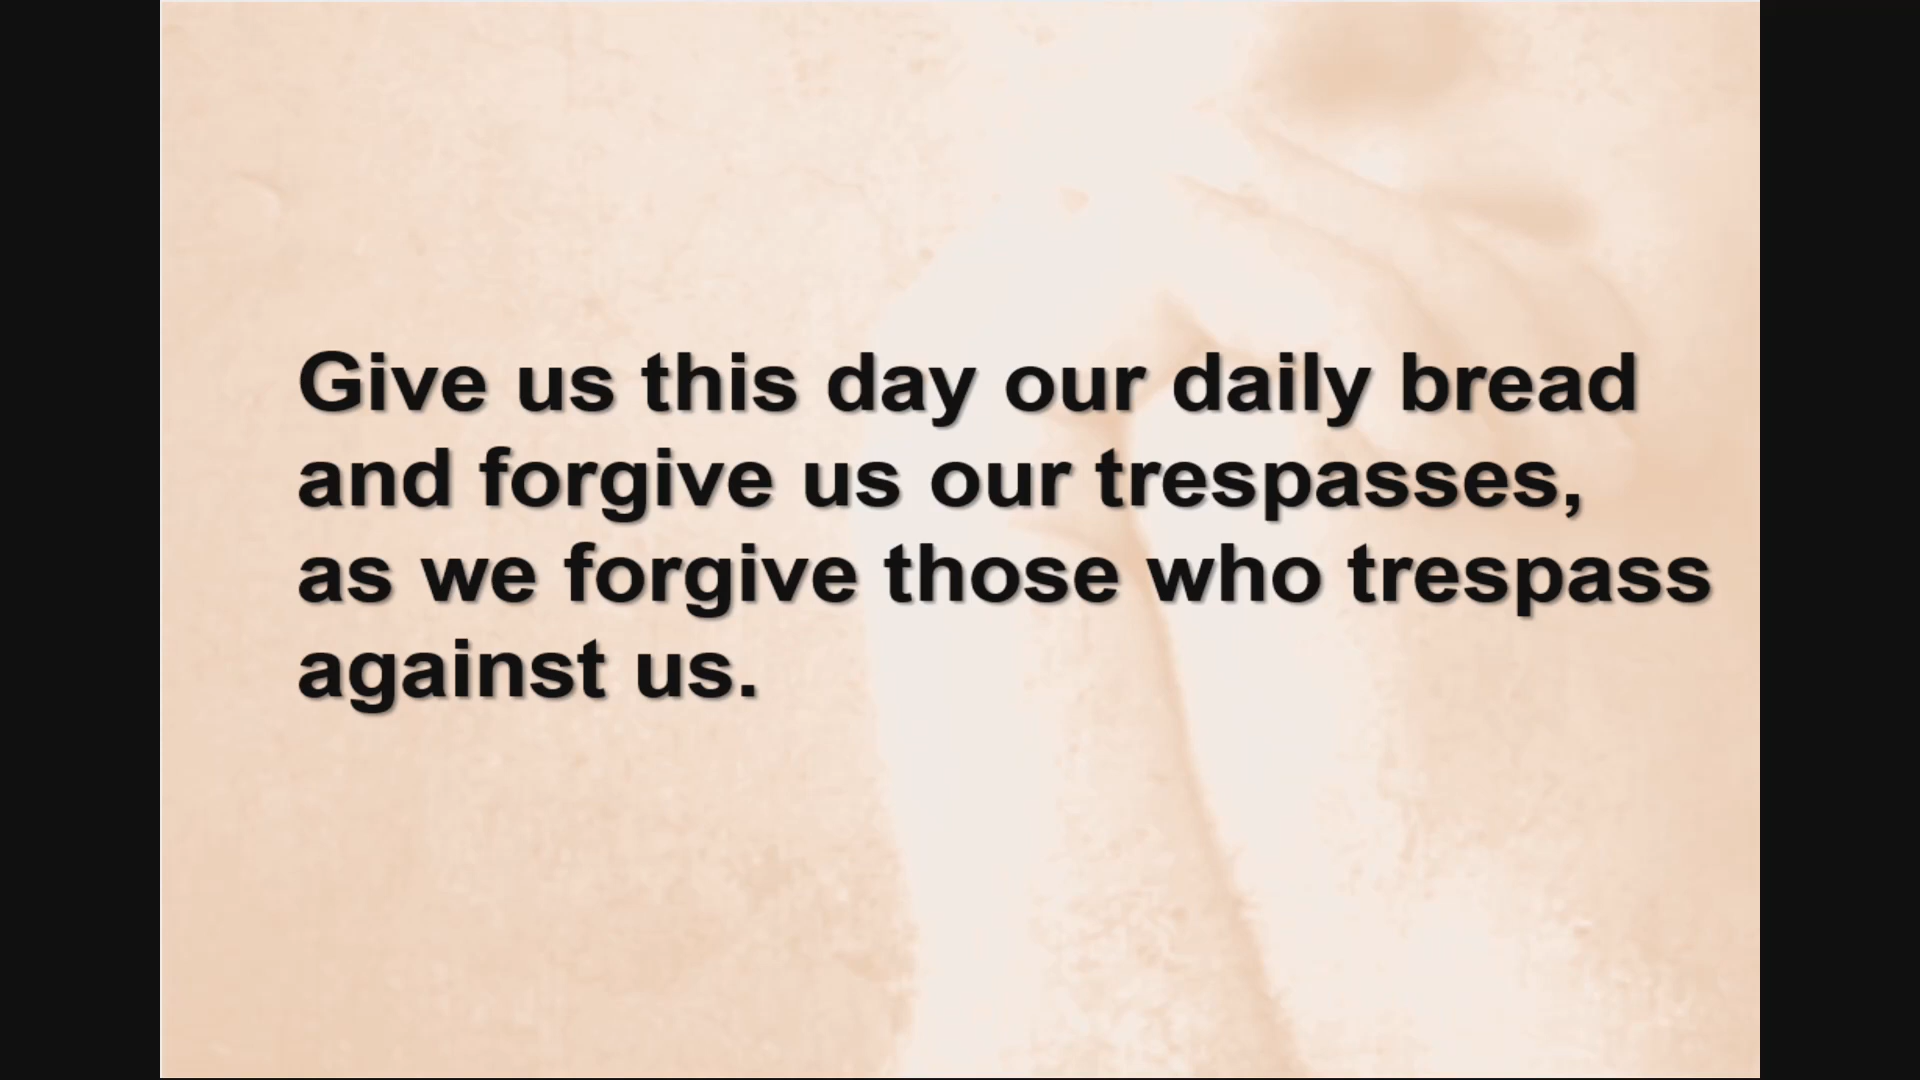 Give us this day our daily bread
and forgive us our trespasses,
as we forgive those who trespass
against us.